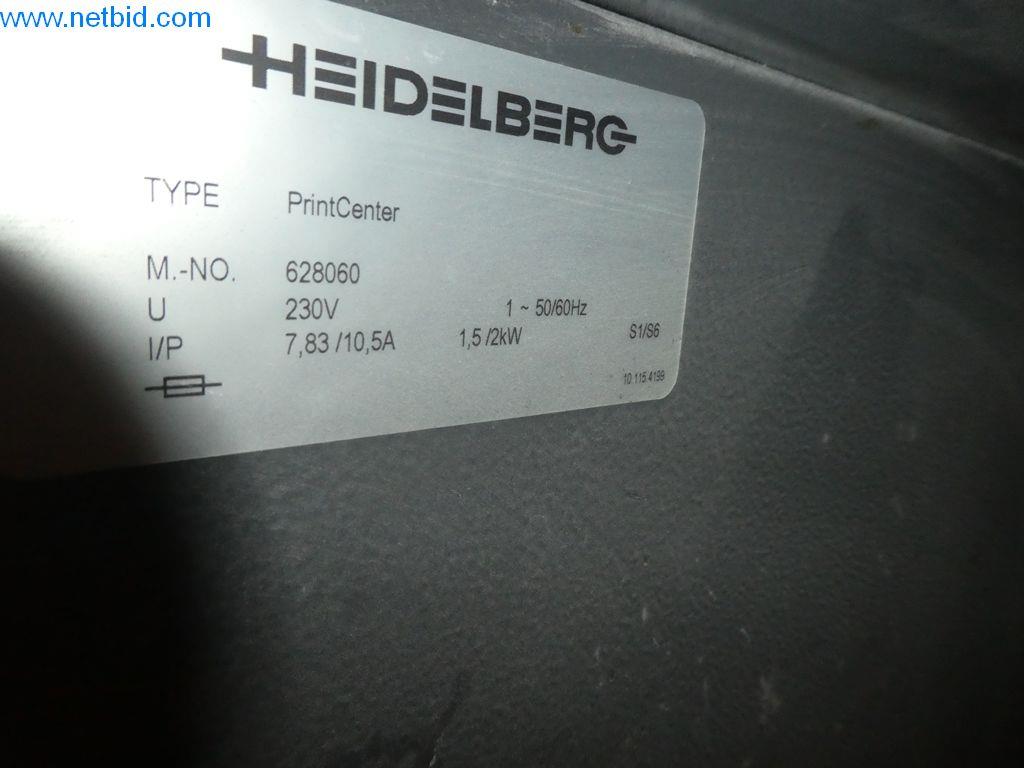 www.netbid.com
HEIDELBERG
TYPE PrintCenter
M.-NO. 628060
U 230V 1 ~ 50/60Hz
I/P 7,83 /10,5A 1,5 /2kW S1/S6
10.115.4199